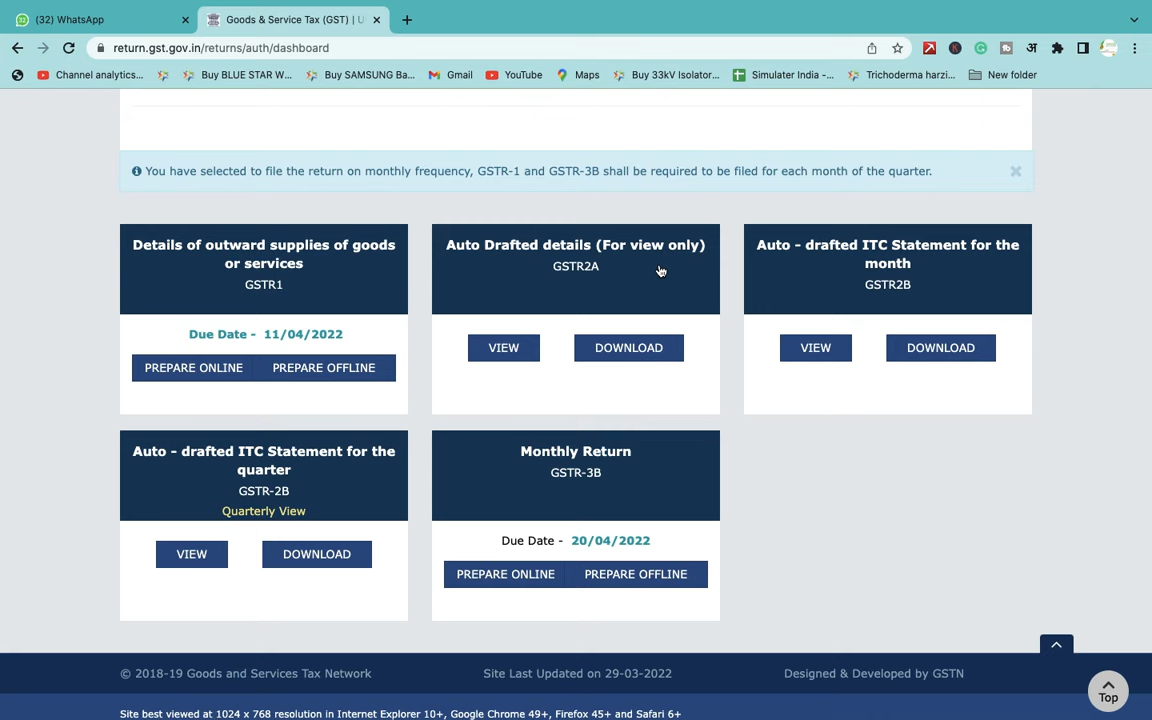 (32) WhatsApp
Goods & Service Tax (GST) | U
return.gst.gov.in/returns/auth/dashboard
Channel analytics...
Buy BLUE STAR W...
Buy SAMSUNG Ba...
Gmail
YouTube
Maps
Buy 33kV Isolator...
Simulater India -...
Trichoderma harzi...
New folder
You have selected to file the return on monthly frequency, GSTR-1 and GSTR-3B shall be required to be filed for each month of the quarter.
Details of outward supplies of goods
or services
GSTR1
Due Date - 11/04/2022
PREPARE ONLINE
PREPARE OFFLINE
Auto Drafted details (For view only)
GSTR2A
VIEW
DOWNLOAD
Auto - drafted ITC Statement for the
month
GSTR2B
VIEW
DOWNLOAD
Auto - drafted ITC Statement for the
quarter
GSTR-2B
Quarterly View
VIEW
DOWNLOAD
Monthly Return
GSTR-3B
Due Date - 20/04/2022
PREPARE ONLINE
PREPARE OFFLINE
© 2018-19 Goods and Services Tax Network
Site Last Updated on 29-03-2022
Designed & Developed by GSTN
Top
Site best viewed at 1024 x 768 resolution in Internet Explorer 10+, Google Chrome 49+, Firefox 45+ and Safari 6+